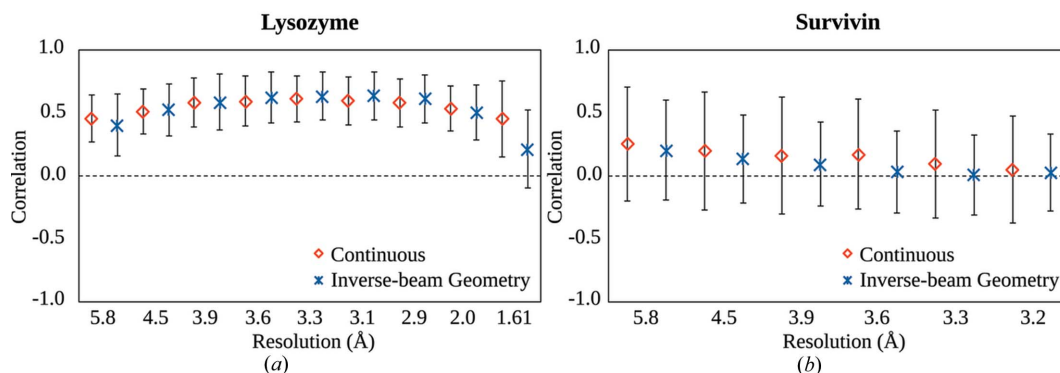 Lysozyme
1.0
0.5
0.0
-0.5
-1.0
Correlation
Continuous
Inverse-beam Geometry
5.8 4.5 3.9 3.6 3.3 3.1 2.9 2.0 1.61
Resolution (Å)
(a)
Survivin
1.0
0.5
0.0
-0.5
-1.0
Correlation
Continuous
Inverse-beam Geometry
5.8 4.5 3.9 3.6 3.3 3.2
Resolution (Å)
(b)